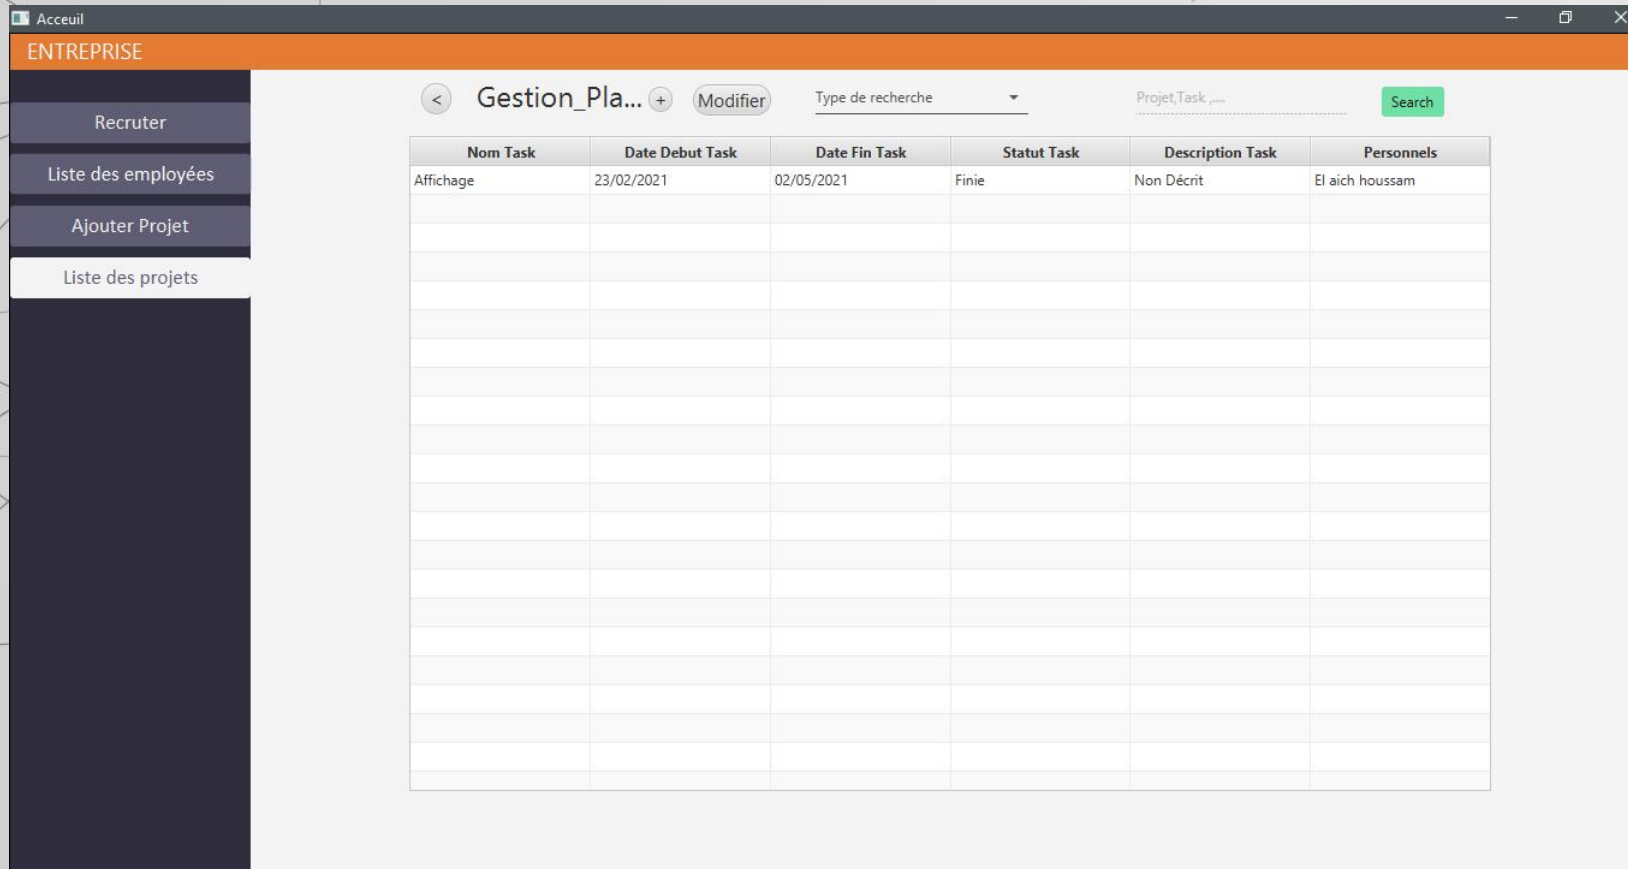 Acceuil
ENTREPRISE
Recruter
Liste des employées
Ajouter Projet
Liste des projets
< Gestion_Pla... + Modifier Type de recherche Projet,Task ,.... Search
Nom Task Date Debut Task Date Fin Task Statut Task Description Task Personnels
Affichage 23/02/2021 02/05/2021 Finie Non Décrit El aich houssam